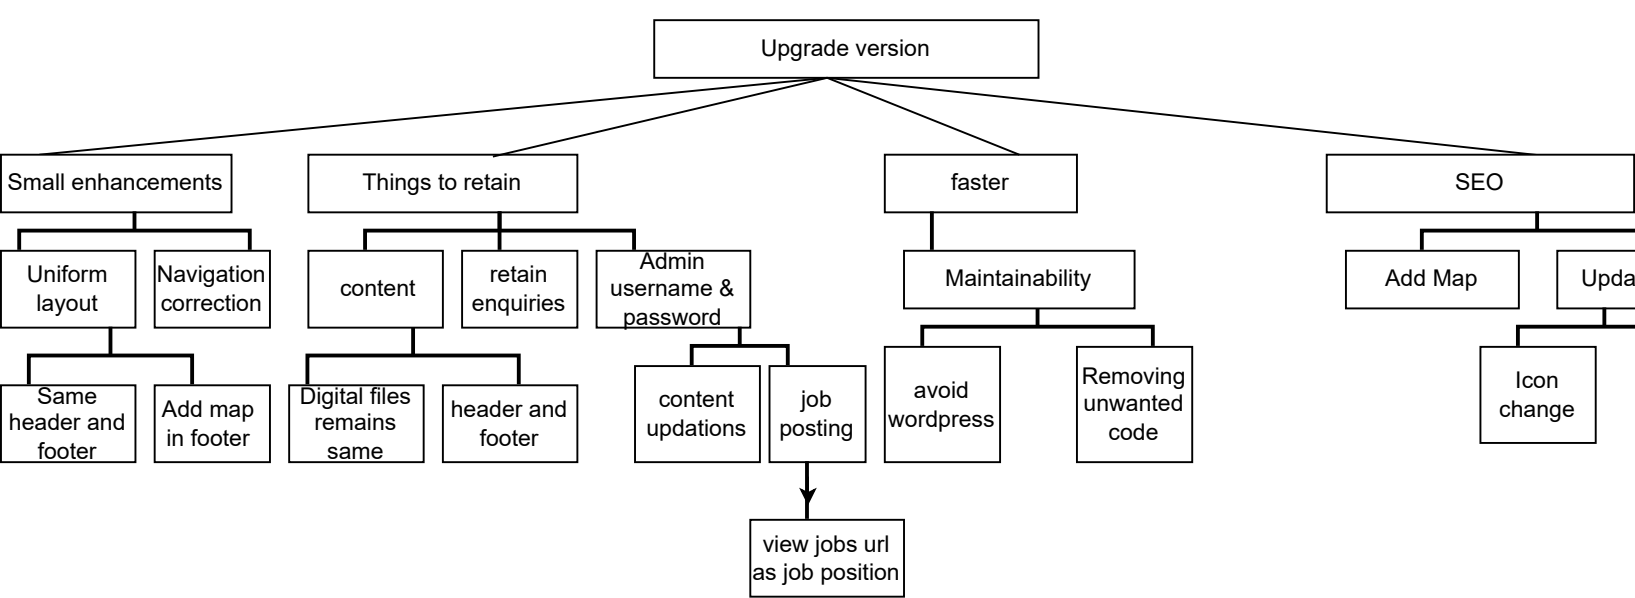 Upgrade version
Small enhancements
Things to retain
faster
SEO
Uniform
layout
Navigation
correction
content
retain
enquiries
Admin
username &
password
Maintainability
Add Map
Same
header and
footer
Add map
in footer
Digital files
remains
same
header and
footer
content
updations
job
posting
avoid
wordpress
Removing
unwanted
code
Icon
change
view jobs url
as job position